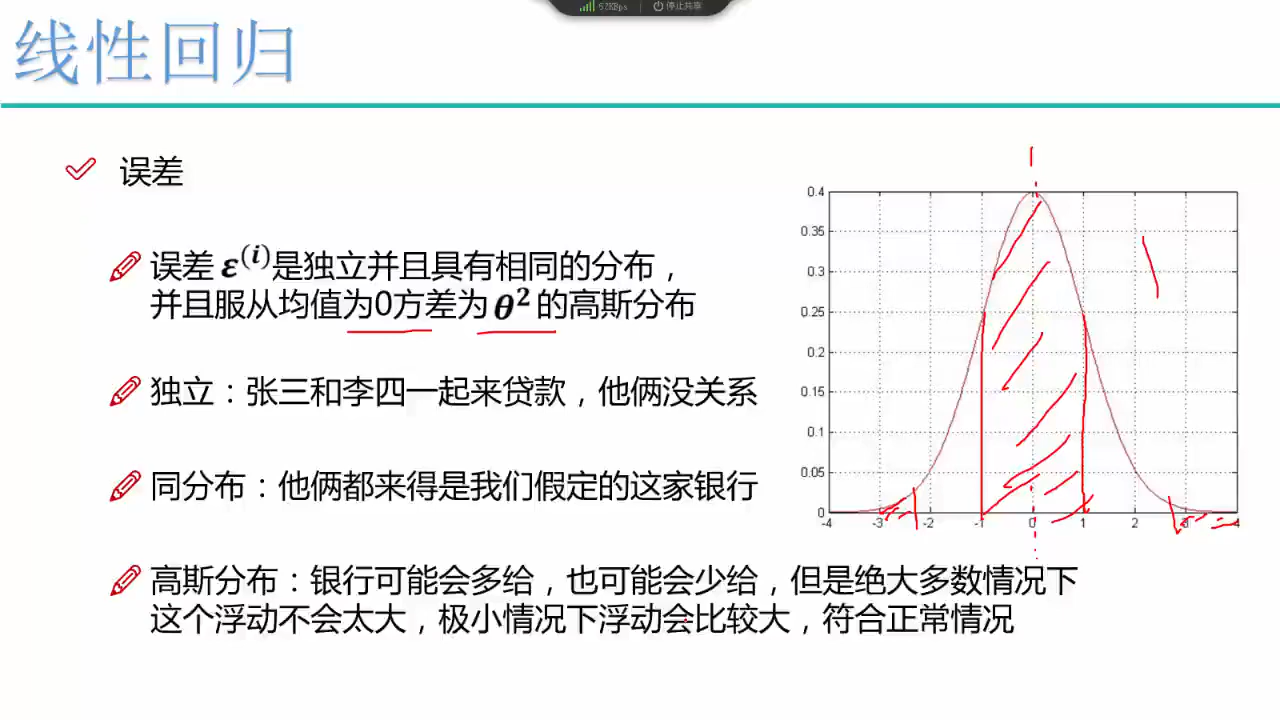 停止共享
线性回归
误差
误差 ε⁽ⁱ⁾是独立并且具有相同的分布，
并且服从均值为0方差为 θ² 的高斯分布
独立：张三和李四一起来贷款，他俩没关系
同分布：他俩都来得是我们假定的这家银行
高斯分布：银行可能会多给，也可能会少给，但是绝大多数情况下
这个浮动不会太大，极小情况下浮动会比较大，符合正常情况
0.4
0.35
0.3
0.25
0.2
0.15
0.1
0.05
0
-4 -3 -2 -1 0 1 2 3 4